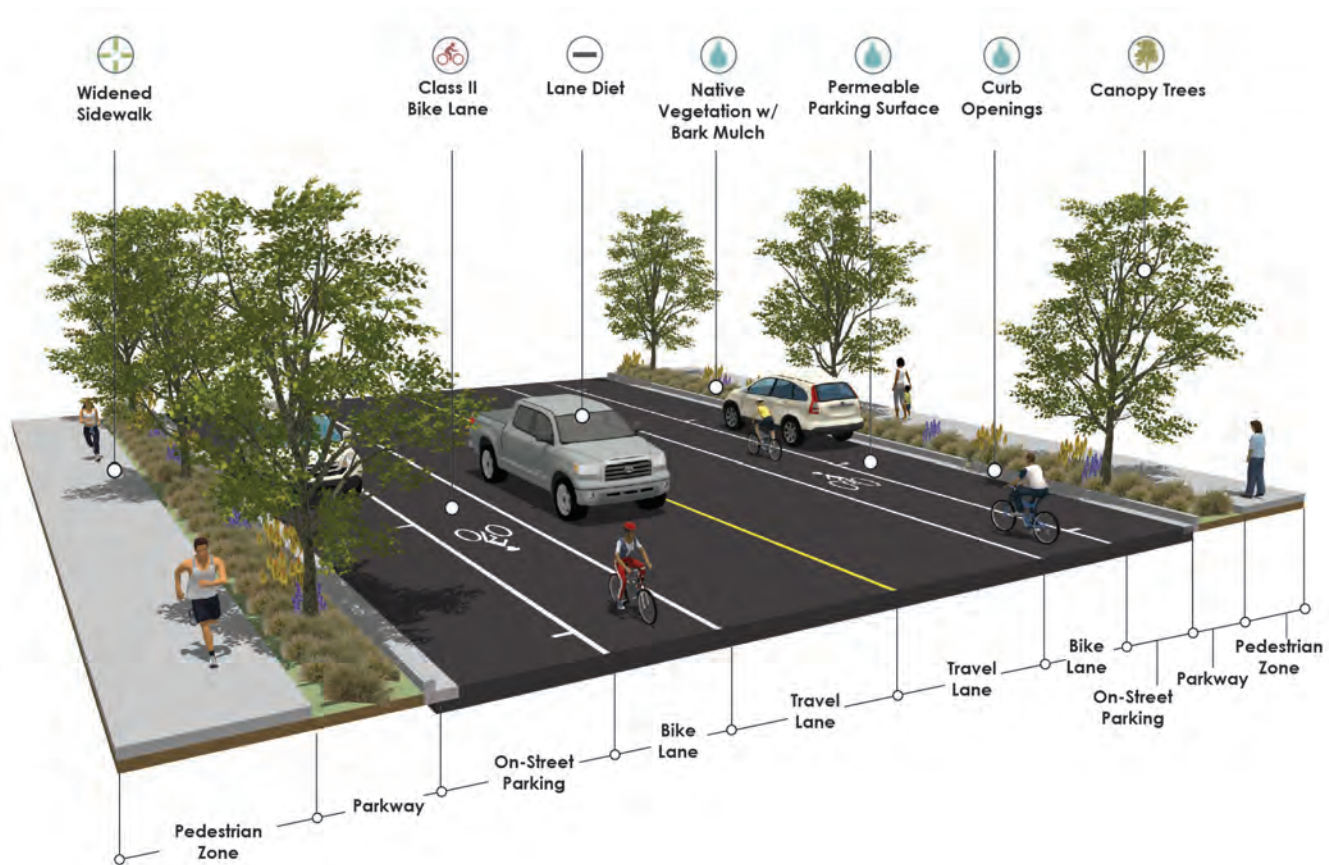 Widened
Sidewalk
Class II
Bike Lane
Lane Diet
Native
Vegetation w/
Bark Mulch
Permeable
Parking Surface
Curb
Openings
Canopy Trees
Pedestrian
Zone
Parkway
On-Street
Parking
Bike
Lane
Travel
Lane
Travel
Lane
Bike
Lane
On-Street
Parking
Parkway
Pedestrian
Zone